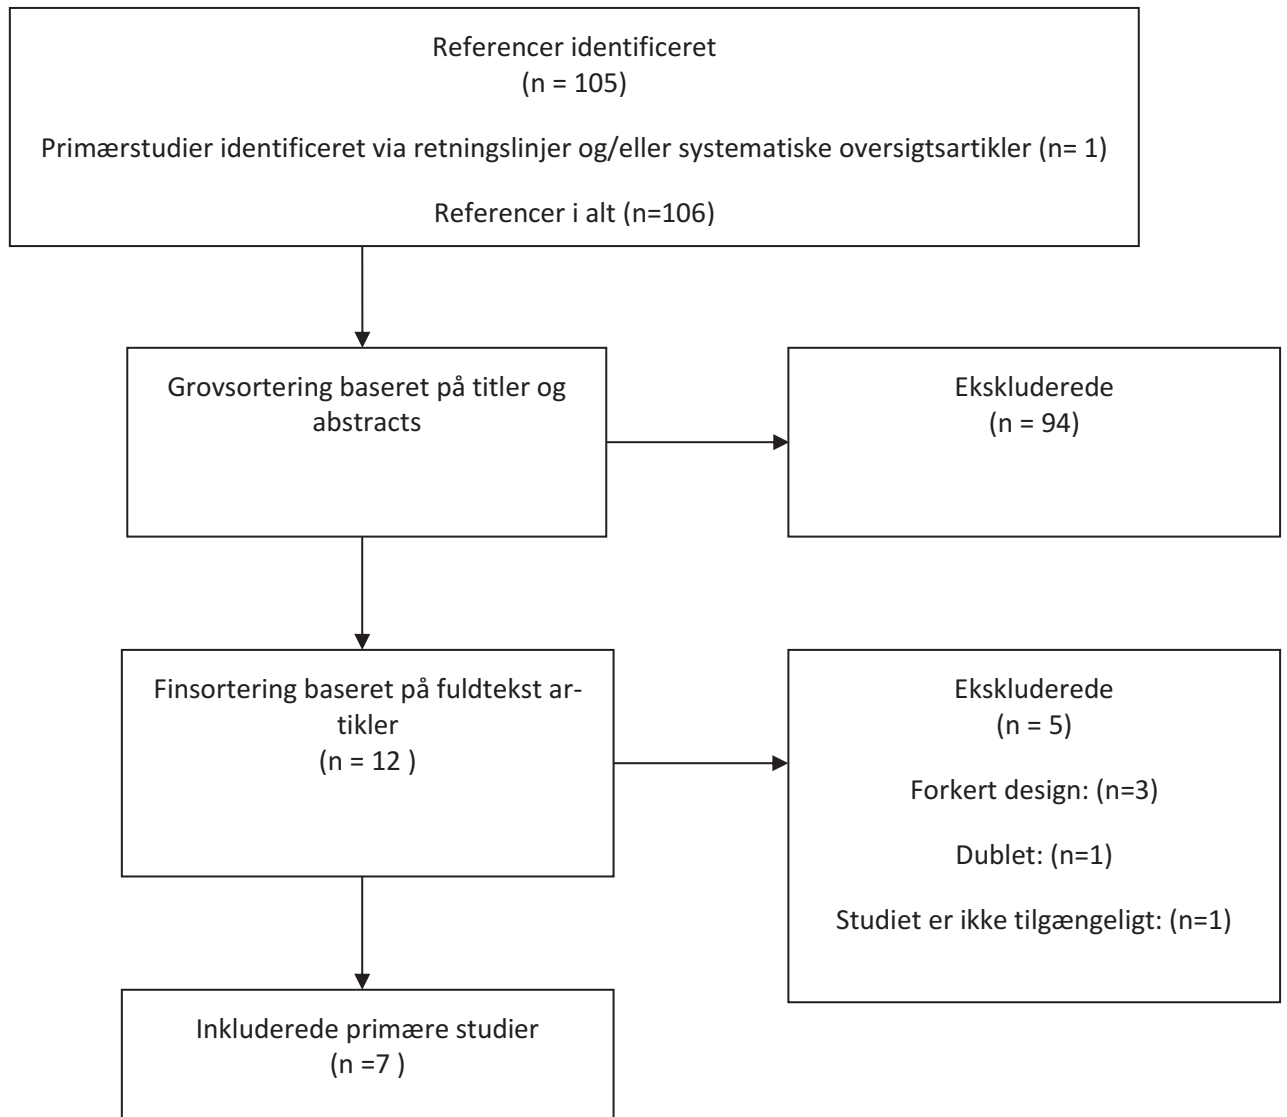 Referencer identificeret
(n = 105)
Primærstudier identificeret via retningslinjer og/eller systematiske oversigtsartikler (n= 1)
Referencer i alt (n=106)
Grovsortering baseret på titler og
abstracts
Ekskluderede
(n = 94)
Finsortering baseret på fuldtekst ar-
tikler
(n = 12 )
Ekskluderede
(n = 5)
Forkert design: (n=3)
Dublet: (n=1)
Studiet er ikke tilgængeligt: (n=1)
Inkluderede primære studier
(n =7 )